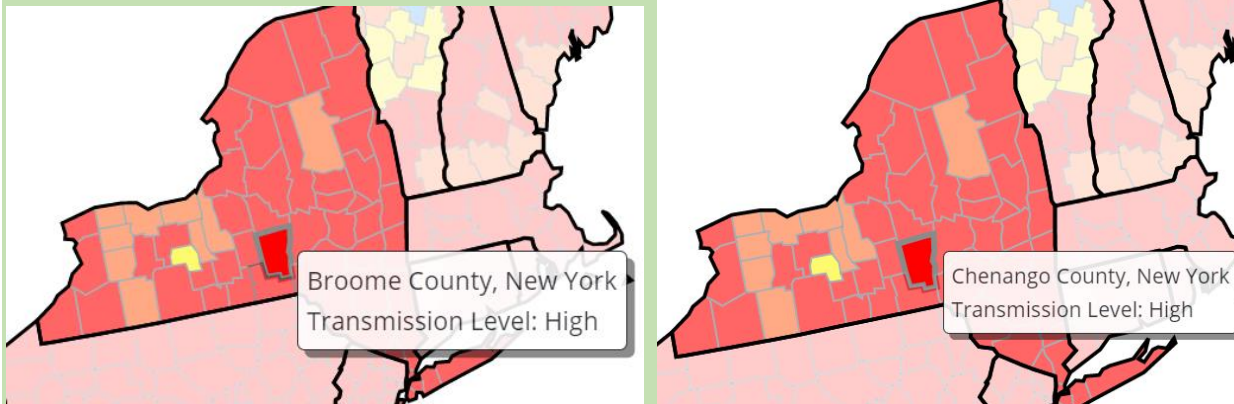 Broome County, New York
Transmission Level: High
Chenango County, New York
Transmission Level: High